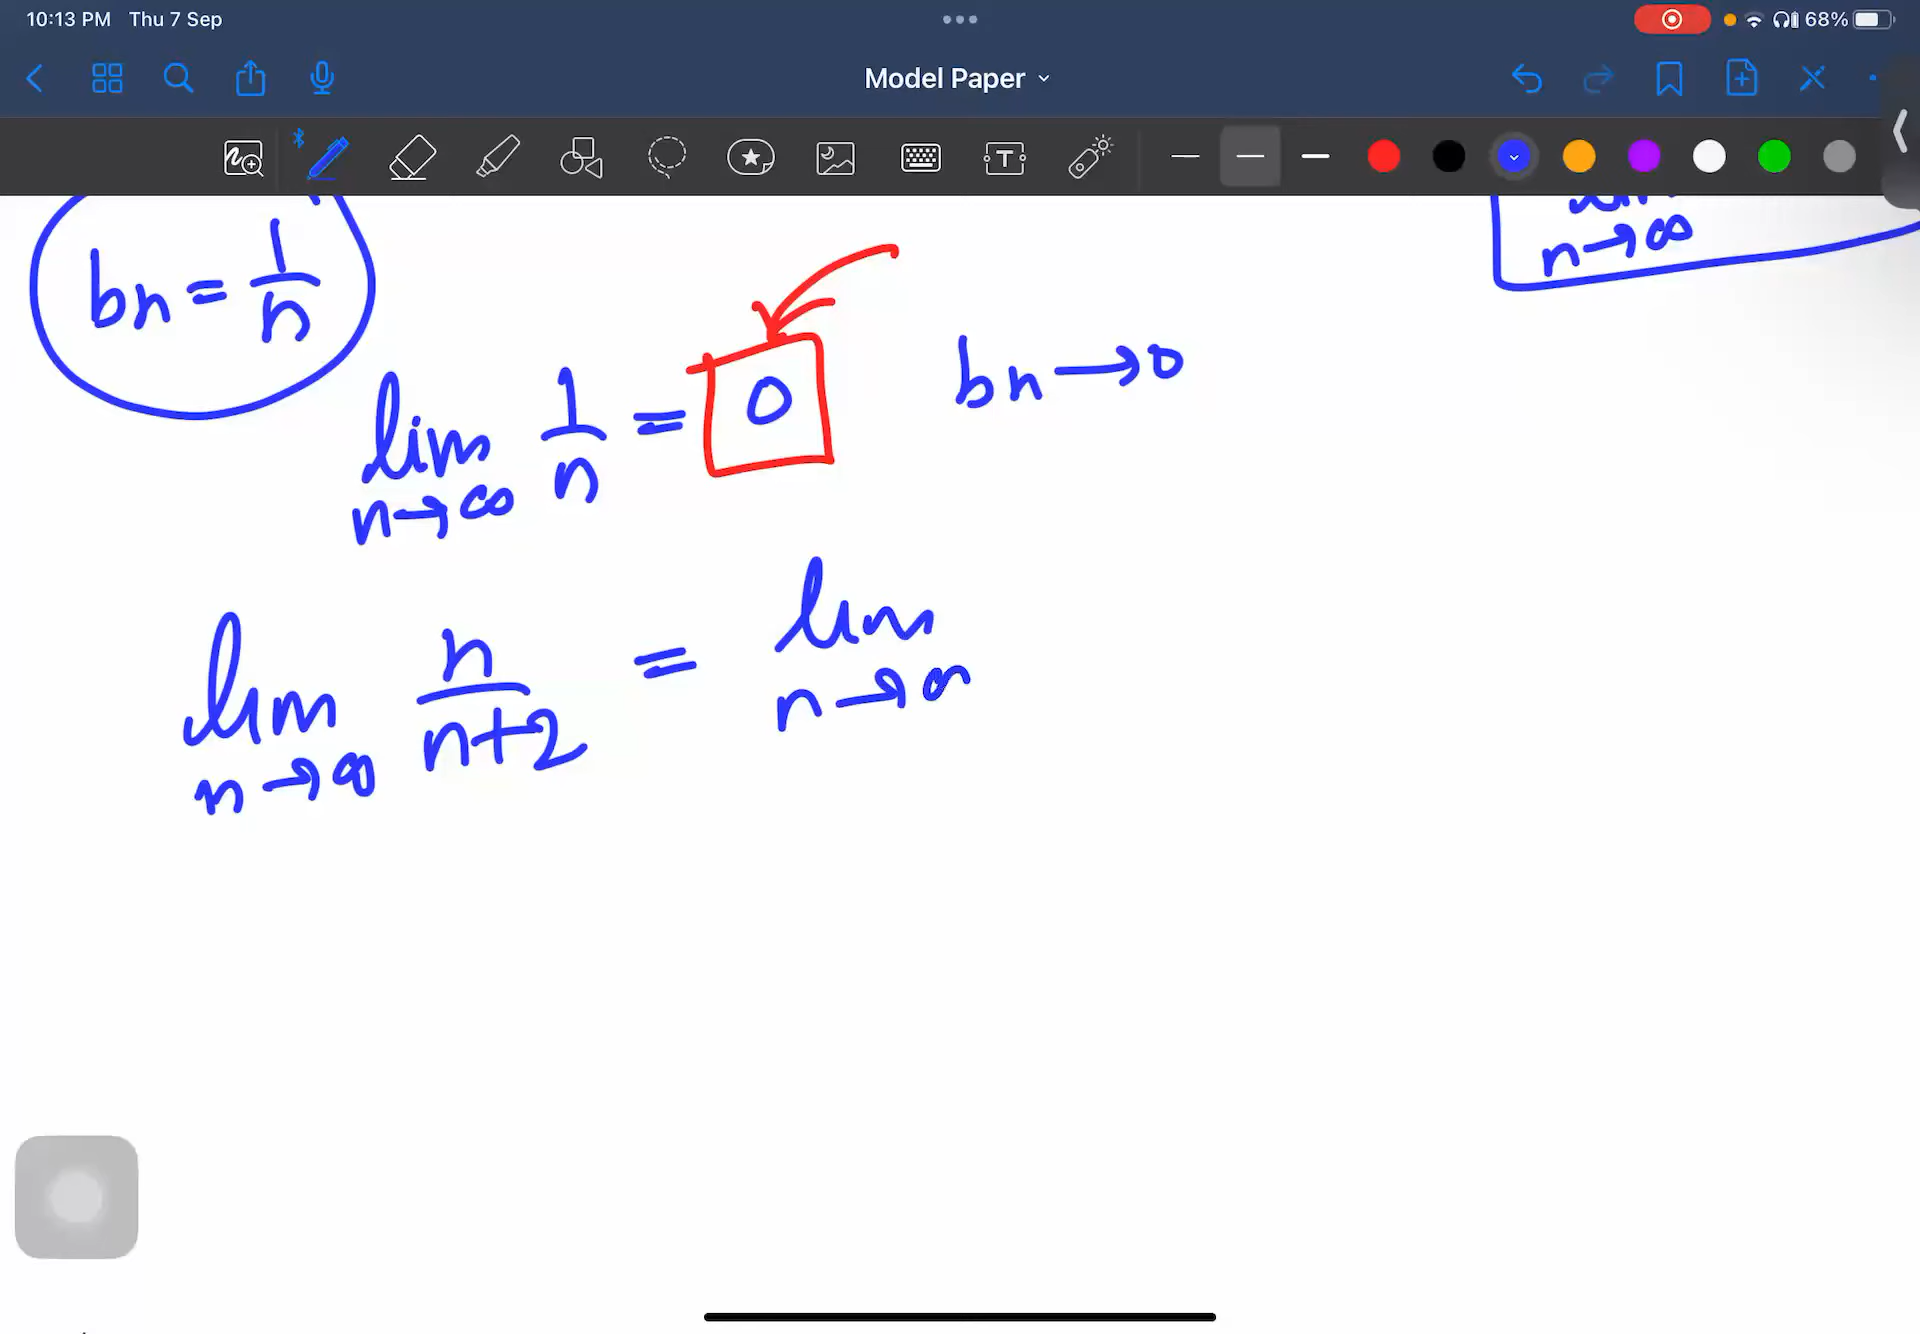 10:13 PM Thu 7 Sep 68%
Model Paper
bn = 1/n
n→∞
lim n→∞ 1/n = 0 bn → 0
lim n→∞ n/n+2 = lim n→∞